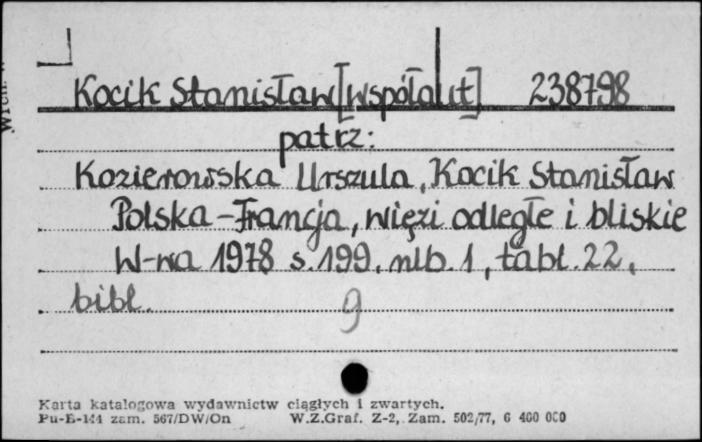 Kocik Stanisław [współaut] 238798
patrz:
Kozierowska Urszula, Kocik Stanisław
Polska - Francja, więzi odległe i bliskie
W-wa 1978 s. 199, nlb. 1, tabl. 22,
bibl.
9
Karta katalogowa wydawnictw ciągłych i zwartych.
Pu-B-144 zam. 567/DW/On W.Z.Graf. Z-2, Zam. 502/77, 6 400 000